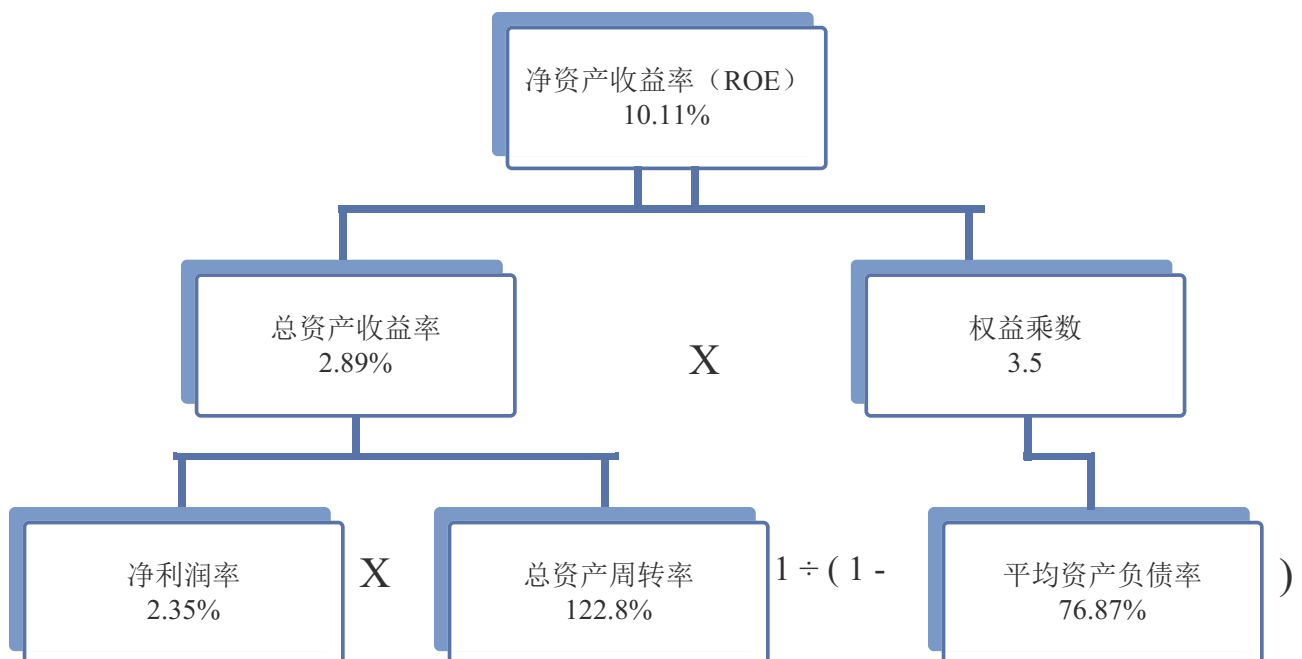 净资产收益率（ROE）
10.11%
总资产收益率
2.89%
X
权益乘数
3.5
净利润率
2.35%
X
总资产周转率
122.8%
1 ÷ ( 1 -
平均资产负债率
76.87%
)